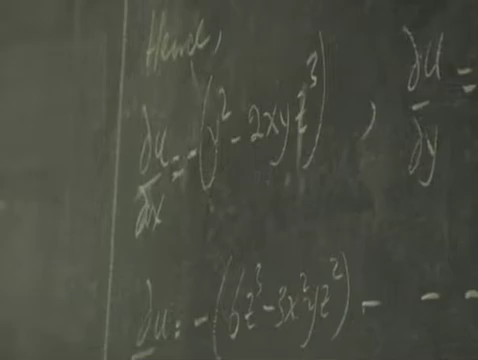 Hence,
∂u/∂x = -(y² - 2xyz³) , ∂u/∂y =
∂u = -(6z³ - 3x²yz²) - - -